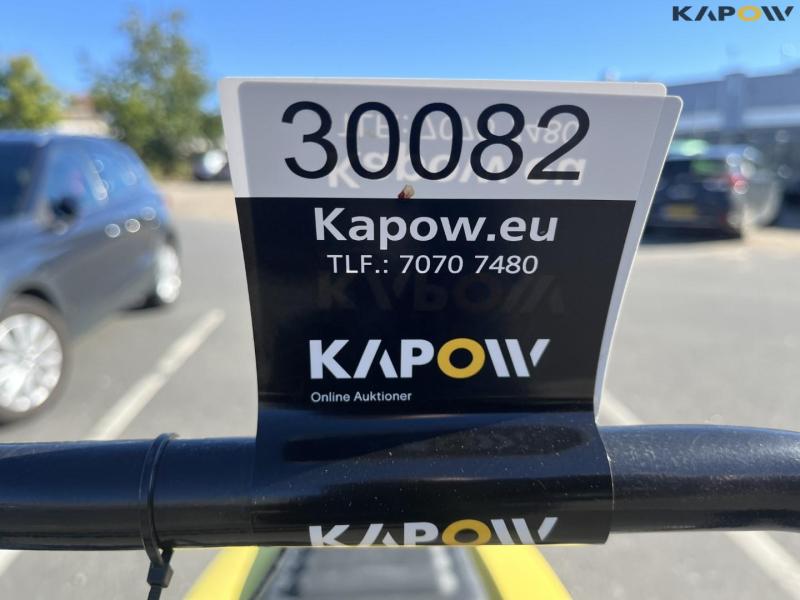 KAPOW
30082
Kapow.eu
TLF.: 7070 7480
KAPOW
Online Auktioner
KAPOW